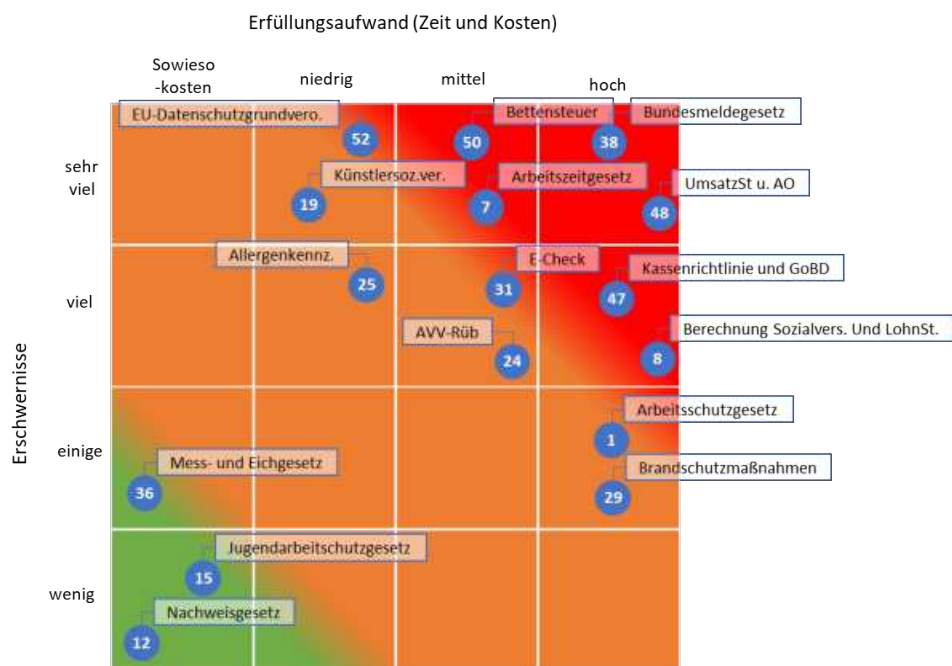 Erfüllungsaufwand (Zeit und Kosten)
Sowieso
-kosten
niedrig
mittel
hoch
EU-Datenschutzgrundvero.
Bettensteuer
Bundesmeldegesetz
52
50
38
sehr
viel
Künstlersoz.ver.
Arbeitszeitgesetz
UmsatzSt u. AO
19
7
48
Allergenkennz.
E-Check
Kassenrichtlinie und GoBD
viel
25
31
47
AVV-Rüb
Berechnung Sozialvers. Und LohnSt.
24
8
Erschwernisse
Arbeitsschutzgesetz
einige
1
Mess- und Eichgesetz
Brandschutzmaßnahmen
36
29
Jugendarbeitschutzgesetz
15
wenig
Nachweisgesetz
12